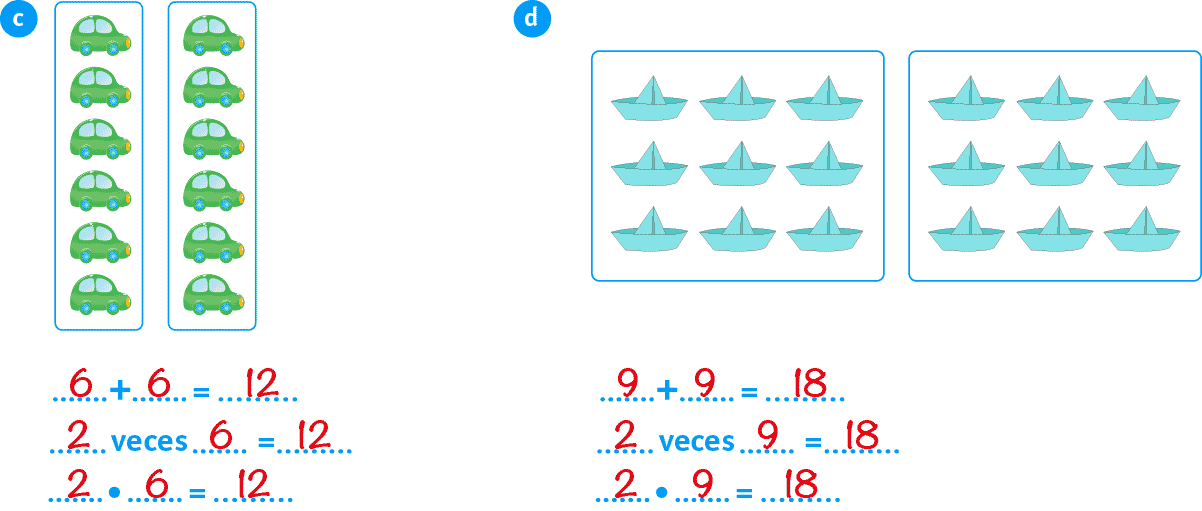 c
6 + 6 = 12
2 veces 6 = 12
2 • 6 = 12
d
9 + 9 = 18
2 veces 9 = 18
2 • 9 = 18